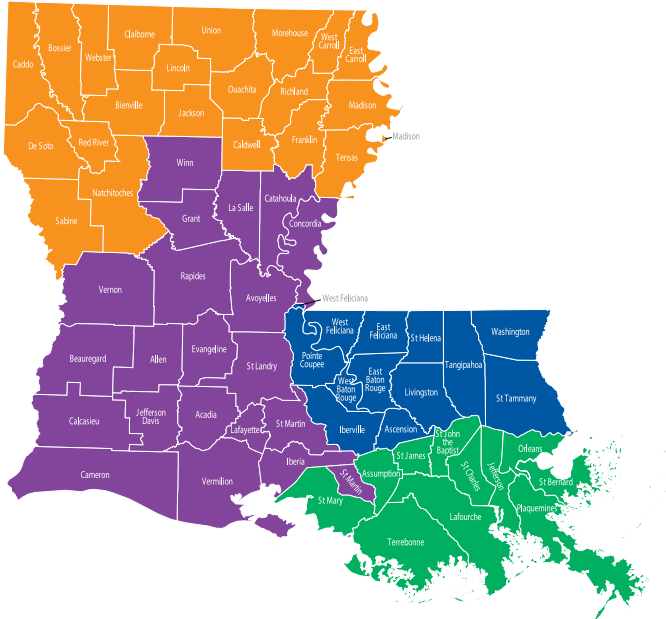 Claiborne
Union
Morehouse
West
Carroll
East
Carroll
Bossier
Webster
Caddo
Lincoln
Ouachita
Richland
Madison
Bienville
Jackson
Madison
De Soto
Red River
Caldwell
Franklin
Tensas
Winn
Natchitoches
Catahoula
La Salle
Sabine
Grant
Concordia
Vernon
Rapides
Avoyelles
West Feliciana
West
Feliciana
East
Feliciana
St Helena
Washington
Beauregard
Allen
Evangeline
St Landry
Pointe
Coupee
Tangipahoa
West
Baton
Rouge
East
Baton
Rouge
Livingston
St Tammany
Calcasieu
Jefferson
Davis
Acadia
Lafayette
St Martin
Iberville
Ascension
St John
the
Baptist
Orleans
Iberia
St James
Cameron
Vermilion
St Martin
Assumption
St Charles
Jefferson
St Bernard
St Mary
Plaquemines
Lafourche
Terrebonne